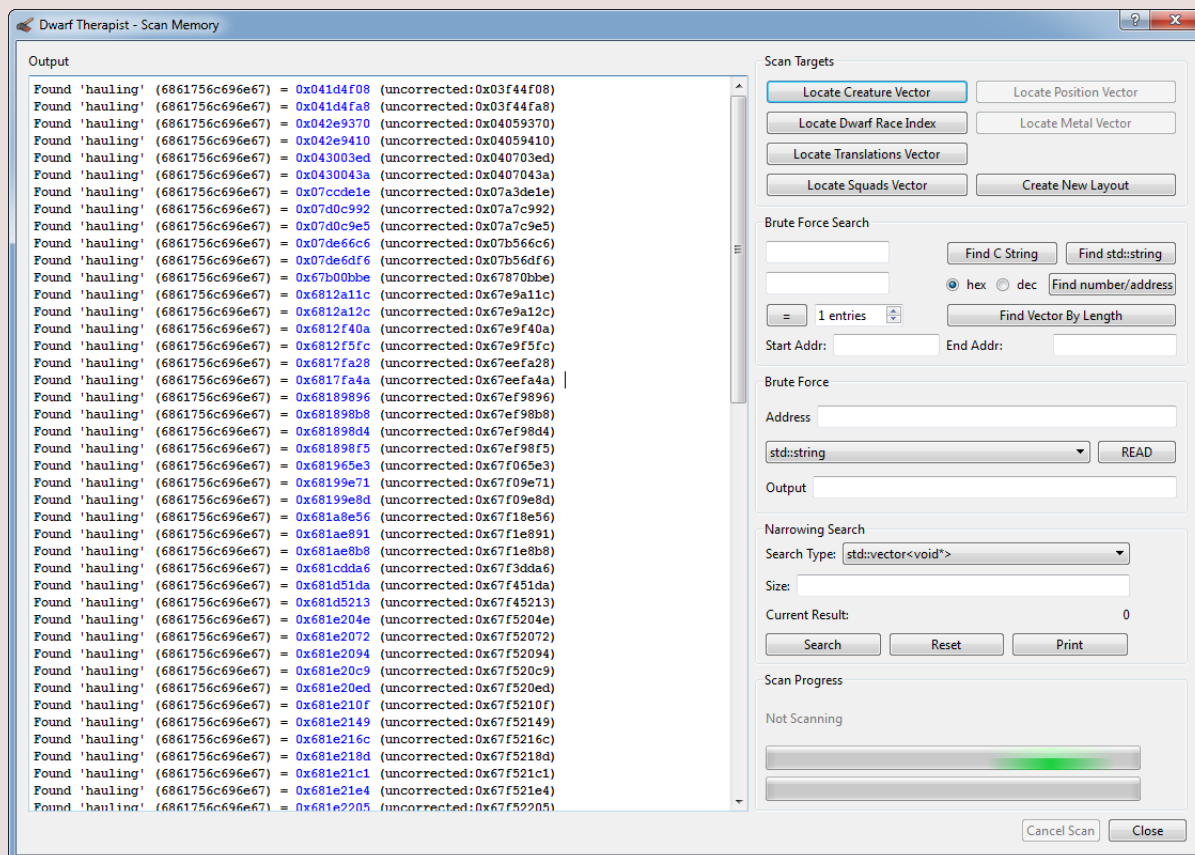 Dwarf Therapist - Scan Memory
?
X
Output
Found 'hauling' (6861756c696e67) = 0x041d4f08 (uncorrected:0x03f44f08)
Found 'hauling' (6861756c696e67) = 0x041d4fa8 (uncorrected:0x03f44fa8)
Found 'hauling' (6861756c696e67) = 0x042e9370 (uncorrected:0x04059370)
Found 'hauling' (6861756c696e67) = 0x042e9410 (uncorrected:0x04059410)
Found 'hauling' (6861756c696e67) = 0x043003ed (uncorrected:0x040703ed)
Found 'hauling' (6861756c696e67) = 0x0430043a (uncorrected:0x0407043a)
Found 'hauling' (6861756c696e67) = 0x07ccde1e (uncorrected:0x07a3de1e)
Found 'hauling' (6861756c696e67) = 0x07d0c992 (uncorrected:0x07a7c992)
Found 'hauling' (6861756c696e67) = 0x07d0c9e5 (uncorrected:0x07a7c9e5)
Found 'hauling' (6861756c696e67) = 0x07de66c6 (uncorrected:0x07b566c6)
Found 'hauling' (6861756c696e67) = 0x07de6df6 (uncorrected:0x07b56df6)
Found 'hauling' (6861756c696e67) = 0x67b00bbe (uncorrected:0x67870bbe)
Found 'hauling' (6861756c696e67) = 0x6812a11c (uncorrected:0x67e9a11c)
Found 'hauling' (6861756c696e67) = 0x6812a12c (uncorrected:0x67e9a12c)
Found 'hauling' (6861756c696e67) = 0x6812f40a (uncorrected:0x67e9f40a)
Found 'hauling' (6861756c696e67) = 0x6812f5fc (uncorrected:0x67e9f5fc)
Found 'hauling' (6861756c696e67) = 0x6817fa28 (uncorrected:0x67eefa28)
Found 'hauling' (6861756c696e67) = 0x6817fa4a (uncorrected:0x67eefa4a)
Found 'hauling' (6861756c696e67) = 0x68189896 (uncorrected:0x67ef9896)
Found 'hauling' (6861756c696e67) = 0x681898b8 (uncorrected:0x67ef98b8)
Found 'hauling' (6861756c696e67) = 0x681898d4 (uncorrected:0x67ef98d4)
Found 'hauling' (6861756c696e67) = 0x681898f5 (uncorrected:0x67ef98f5)
Found 'hauling' (6861756c696e67) = 0x681965e3 (uncorrected:0x67f065e3)
Found 'hauling' (6861756c696e67) = 0x68199e71 (uncorrected:0x67f09e71)
Found 'hauling' (6861756c696e67) = 0x68199e8d (uncorrected:0x67f09e8d)
Found 'hauling' (6861756c696e67) = 0x681a8e56 (uncorrected:0x67f18e56)
Found 'hauling' (6861756c696e67) = 0x681ae891 (uncorrected:0x67f1e891)
Found 'hauling' (6861756c696e67) = 0x681ae8b8 (uncorrected:0x67f1e8b8)
Found 'hauling' (6861756c696e67) = 0x681cdda6 (uncorrected:0x67f3dda6)
Found 'hauling' (6861756c696e67) = 0x681d51da (uncorrected:0x67f451da)
Found 'hauling' (6861756c696e67) = 0x681d5213 (uncorrected:0x67f45213)
Found 'hauling' (6861756c696e67) = 0x681e204e (uncorrected:0x67f5204e)
Found 'hauling' (6861756c696e67) = 0x681e2072 (uncorrected:0x67f52072)
Found 'hauling' (6861756c696e67) = 0x681e2094 (uncorrected:0x67f52094)
Found 'hauling' (6861756c696e67) = 0x681e20c9 (uncorrected:0x67f520c9)
Found 'hauling' (6861756c696e67) = 0x681e20ed (uncorrected:0x67f520ed)
Found 'hauling' (6861756c696e67) = 0x681e210f (uncorrected:0x67f5210f)
Found 'hauling' (6861756c696e67) = 0x681e2149 (uncorrected:0x67f52149)
Found 'hauling' (6861756c696e67) = 0x681e216c (uncorrected:0x67f5216c)
Found 'hauling' (6861756c696e67) = 0x681e218d (uncorrected:0x67f5218d)
Found 'hauling' (6861756c696e67) = 0x681e21c1 (uncorrected:0x67f521c1)
Found 'hauling' (6861756c696e67) = 0x681e21e4 (uncorrected:0x67f521e4)
Found 'hauling' (6861756c696e67) = 0x681e2205 (uncorrected:0x67f52205)
Scan Targets
Locate Creature Vector
Locate Position Vector
Locate Dwarf Race Index
Locate Metal Vector
Locate Translations Vector
Locate Squads Vector
Create New Layout
Brute Force Search
Find C String
Find std::string
hex
dec
Find number/address
=
1 entries
Find Vector By Length
Start Addr:
End Addr:
Brute Force
Address
std::string
READ
Output
Narrowing Search
Search Type: std::vector<void*>
Size:
Current Result: 0
Search
Reset
Print
Scan Progress
Not Scanning
Cancel Scan
Close